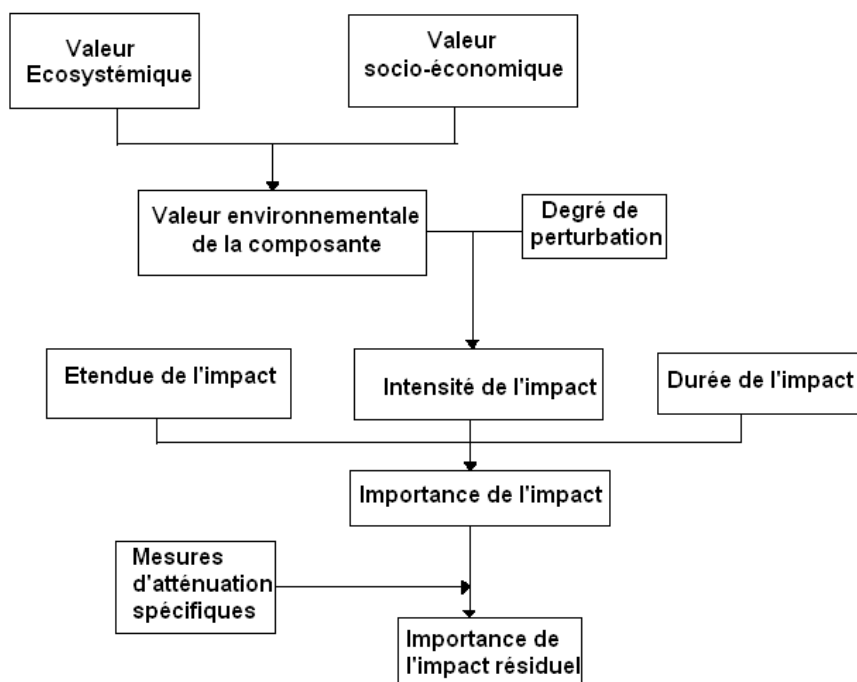 Valeur
Ecosystémique
Valeur
socio-économique
Valeur environnementale
de la composante
Degré de
perturbation
Etendue de l'impact
Intensité de l'impact
Durée de l'impact
Importance de l'impact
Mesures
d'atténuation
spécifiques
Importance de
l'impact résiduel